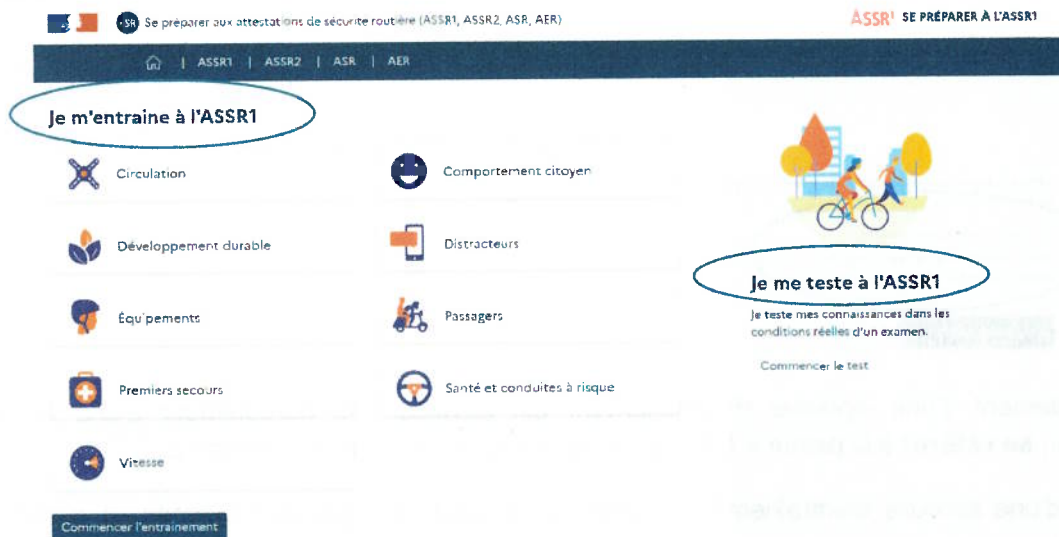 SR Se préparer aux attestations de sécurité routière (ASSR1, ASSR2, ASR, AER)
ASSR¹ SE PRÉPARER À L'ASSR1
| ASSR1 | ASSR2 | ASR | AER
Je m'entraine à l'ASSR1
Circulation
Comportement citoyen
Développement durable
Distracteurs
Équipements
Passagers
Premiers secours
Santé et conduites à risque
Vitesse
Commencer l'entrainement
Je me teste à l'ASSR1
Je teste mes connaissances dans les
conditions réelles d'un examen.
Commencer le test